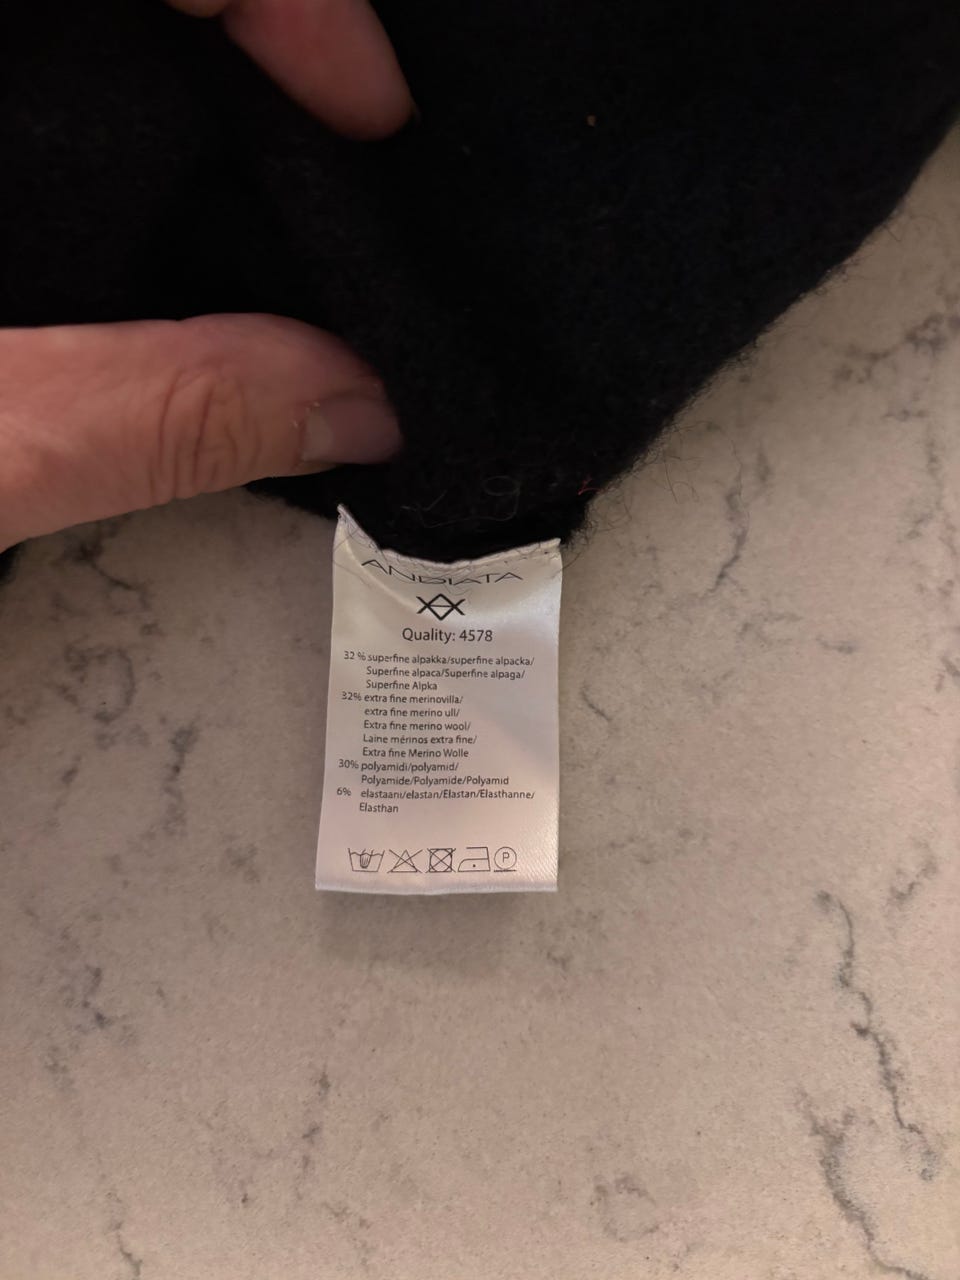 ANDIATA
Quality: 4578
32 % superfine alpakka/superfine alpacka/
Superfine alpaca/Superfine alpaga/
Superfine Alpka
32% extra fine merinovilla/
extra fine merino ull/
Extra fine merino wool/
Laine mérinos extra fine/
Extra fine Merino Wolle
30% polyamidi/polyamid/
Polyamide/Polyamide/Polyamid
6% elastaani/elastan/Elastan/Elasthanne/
Elasthan
P